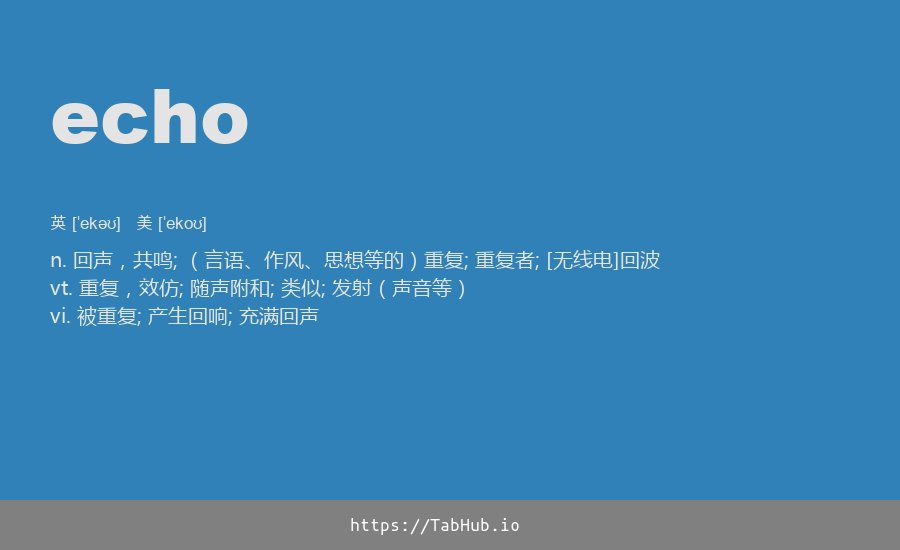 echo
英 [ˈekəʊ] 美 [ˈekoʊ]
n. 回声，共鸣; （言语、作风、思想等的）重复; 重复者; [无线电]回波
vt. 重复，效仿; 随声附和; 类似; 发射（声音等）
vi. 被重复; 产生回响; 充满回声
https://TabHub.io